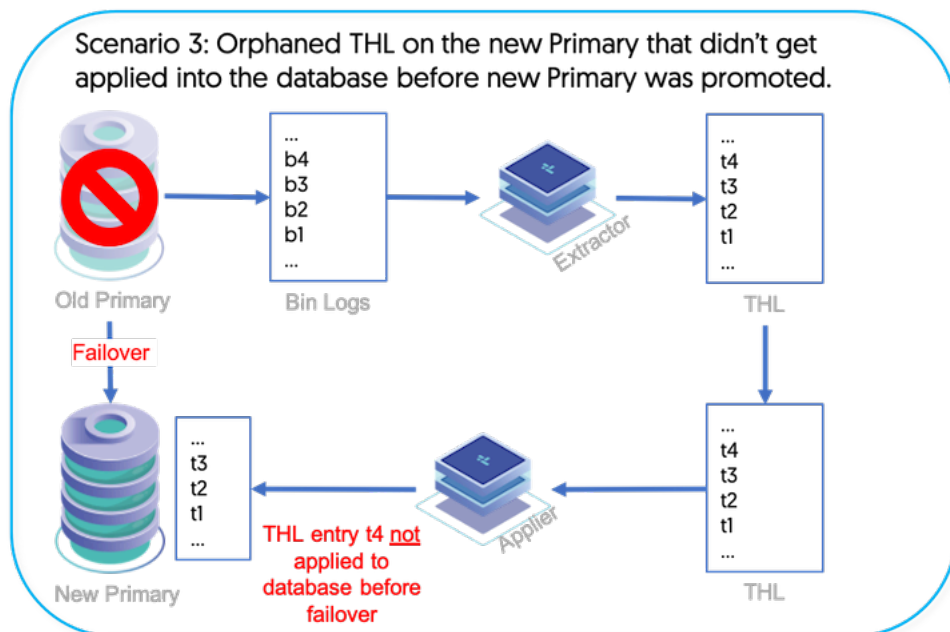 Scenario 3: Orphaned THL on the new Primary that didn't get
applied into the database before new Primary was promoted.
...
b4
b3
b2
b1
...
...
t4
t3
t2
t1
...
Extractor
Old Primary
Bin Logs
THL
Failover
...
t3
t2
t1
...
...
t4
t3
t2
t1
...
Applier
THL entry t4 not
applied to
database before
failover
New Primary
THL